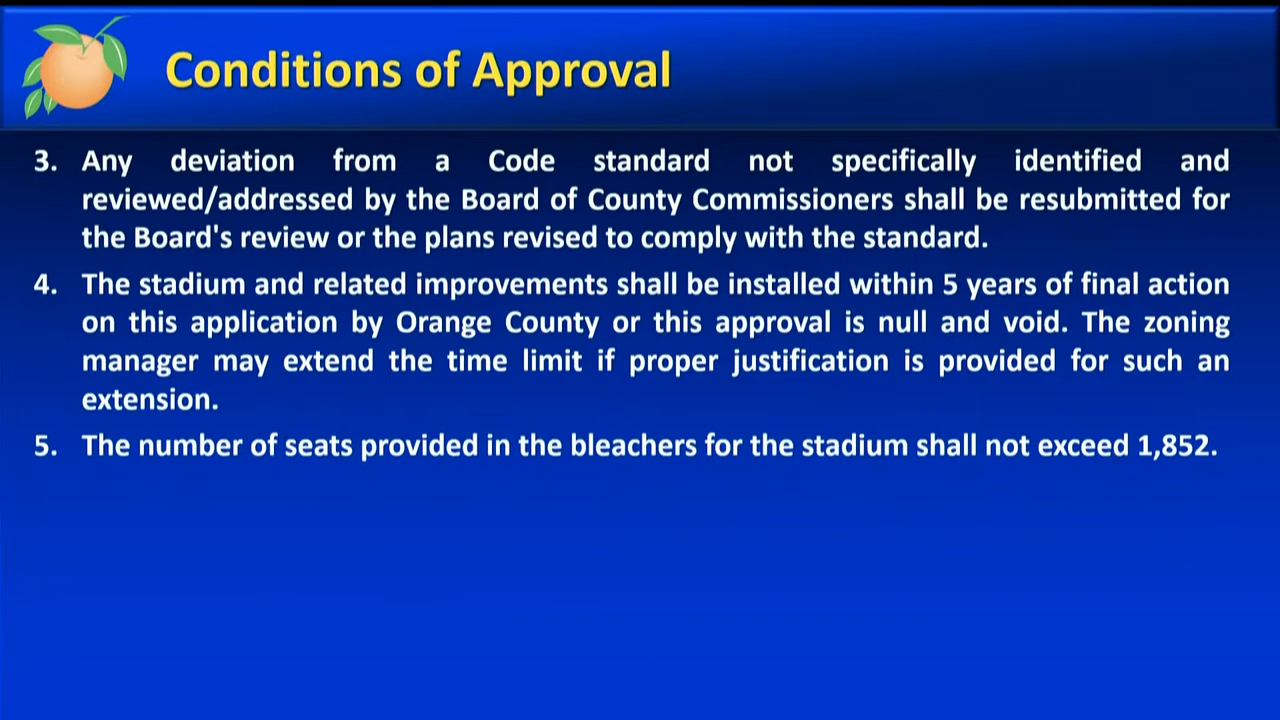 Conditions of Approval
3. Any deviation from a Code standard not specifically identified and
reviewed/addressed by the Board of County Commissioners shall be resubmitted for
the Board's review or the plans revised to comply with the standard.
4. The stadium and related improvements shall be installed within 5 years of final action
on this application by Orange County or this approval is null and void. The zoning
manager may extend the time limit if proper justification is provided for such an
extension.
5. The number of seats provided in the bleachers for the stadium shall not exceed 1,852.